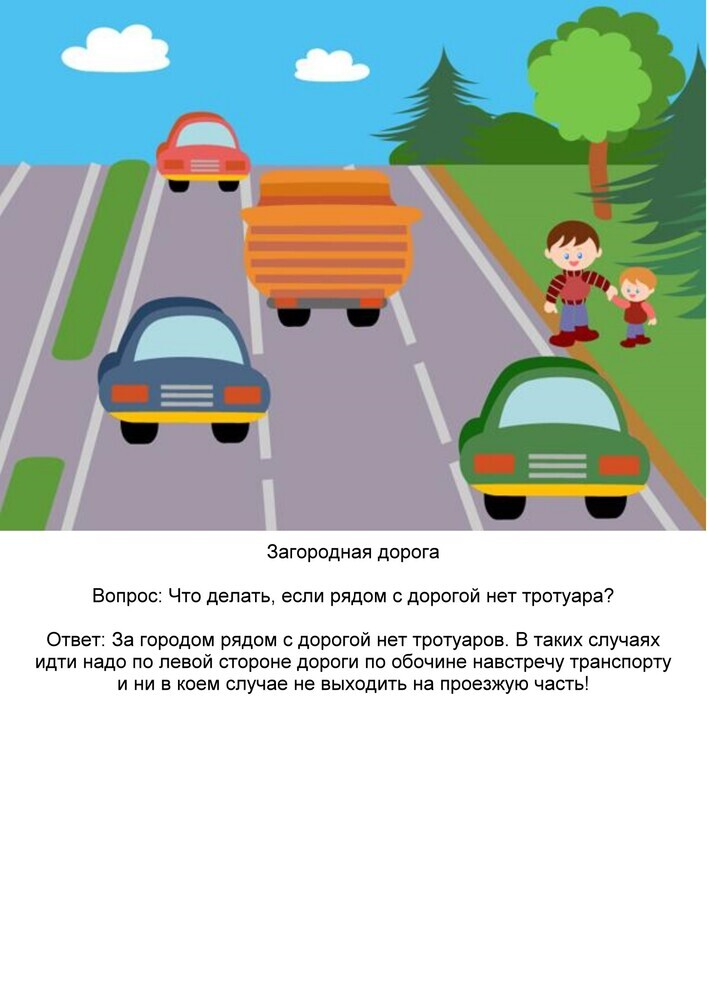 Загородная дорога
Вопрос: Что делать, если рядом с дорогой нет тротуара?
Ответ: За городом рядом с дорогой нет тротуаров. В таких случаях
идти надо по левой стороне дороги по обочине навстречу транспорту
и ни в коем случае не выходить на проезжую часть!